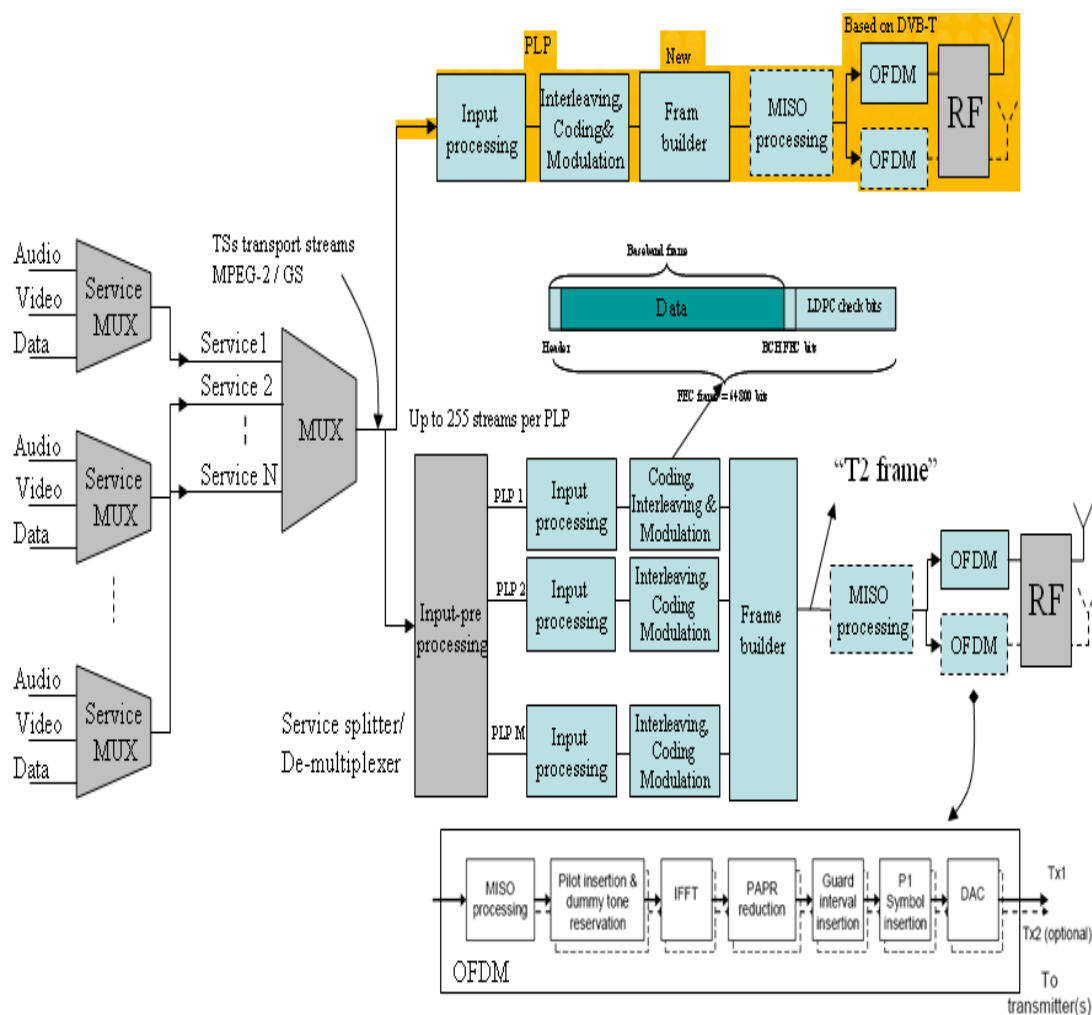 PLP
New
Based on DVB-T
Input
processing
Interleaving,
Coding&
Modulation
Fram
builder
MISO
processing
OFDM
OFDM
RF
TSs transport streams
MPEG-2 / GS
Audio
Video
Data
Service
MUX
Service1
Service 2
Service N
MUX
Audio
Video
Data
Service
MUX
Audio
Video
Data
Service
MUX
Baseband frame
Data
LDPC check bits
Header
BCH FEC bits
FEC frame = 64800 bits
Up to 255 streams per PLP
Input-pre
processing
Service splitter/
De-multiplexer
PLP 1
Input
processing
Coding,
Interleaving &
Modulation
PLP 2
Input
processing
Interleaving,
Coding
Modulation
PLP M
Input
processing
Interleaving,
Coding
Modulation
Frame
builder
“T2 frame”
MISO
processing
OFDM
OFDM
RF
MISO
processing
Pilot insertion &
dummy tone
reservation
IFFT
PAPR
reduction
Guard
interval
insertion
P1
Symbol
insertion
DAC
Tx1
Tx2 (optional)
OFDM
To
transmitter(s)